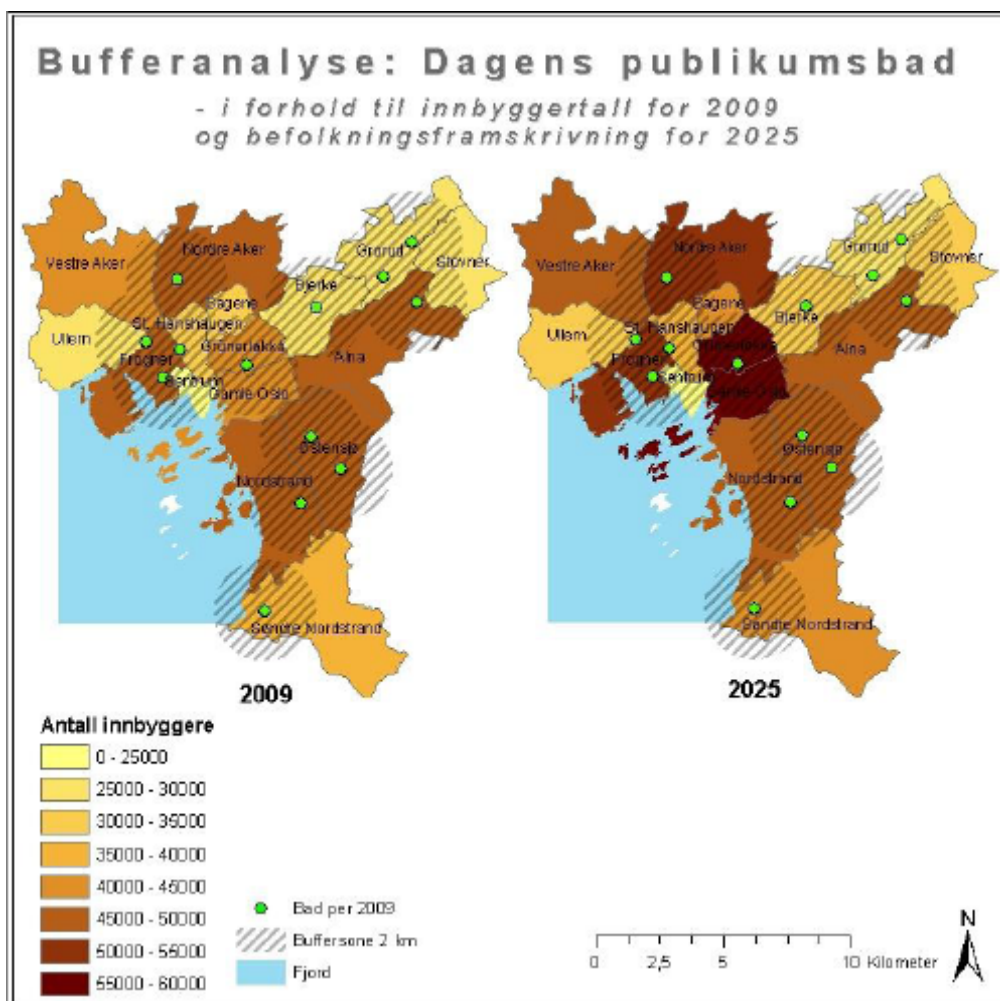 Bufferanalyse: Dagens publikumsbad
- i forhold til innbyggertall for 2009
og befolkningsframskrivning for 2025
Vestre Aker
Nordre Aker
Grorud
Stovner
Bjerke
Sagene
St. Hanshaugen
Ullern
Grünerløkka
Frogner
Alna
Sentrum
Gamle Oslo
Østensjø
Nordstrand
Søndre Nordstrand
2009
Vestre Aker
Nordre Aker
Grorud
Stovner
Bjerke
Sagene
St. Hanshaugen
Ullern
Grünerløkka
Frogner
Alna
Sentrum
Gamle Oslo
Østensjø
Nordstrand
Søndre Nordstrand
2025
Antall innbyggere
0 - 25000
25000 - 30000
30000 - 35000
35000 - 40000
40000 - 45000
45000 - 50000
50000 - 55000
55000 - 60000
Bad per 2009
Buffersone 2 km
Fjord
0 2,5 5 10 Kilometer
N